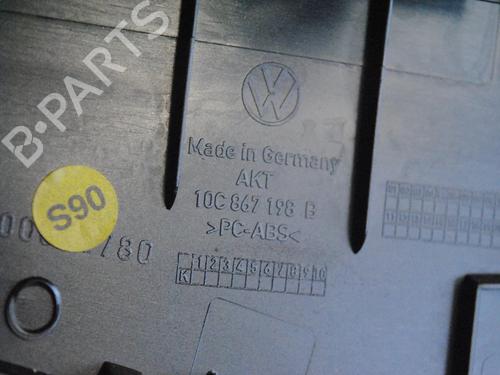 B-PARTS
Made in Germany
AKT
10C 867 198 B
>PC-ABS<
S90
1 2 3 4 5 6 7 8 9 10
K